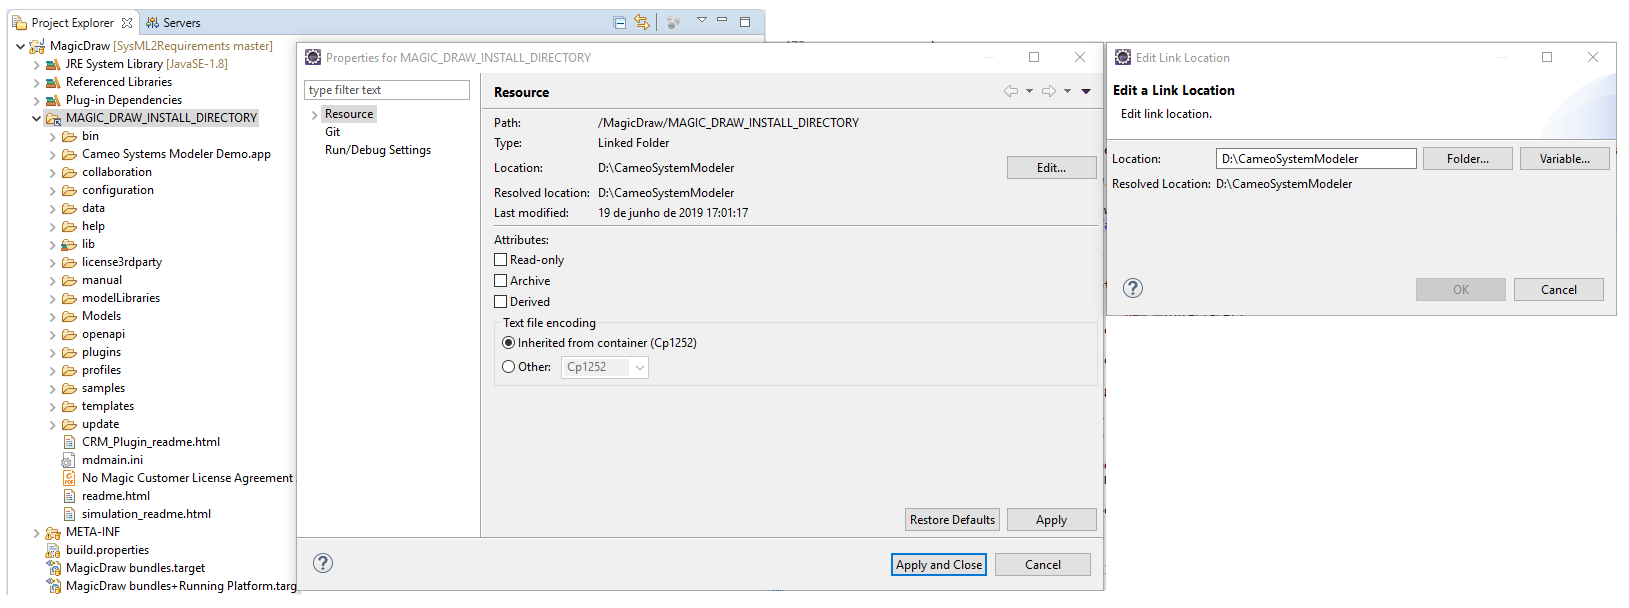 Project Explorer
Servers
MagicDraw [SysML2Requirements master]
JRE System Library [JavaSE-1.8]
Referenced Libraries
Plug-in Dependencies
MAGIC_DRAW_INSTALL_DIRECTORY
bin
Cameo Systems Modeler Demo.app
collaboration
configuration
data
help
lib
license3rdparty
manual
modelLibraries
Models
openapi
plugins
profiles
samples
templates
update
CRM_Plugin_readme.html
mdmain.ini
No Magic Customer License Agreement
readme.html
simulation_readme.html
META-INF
build.properties
MagicDraw bundles.target
MagicDraw bundles+Running Platform.targ
Properties for MAGIC_DRAW_INSTALL_DIRECTORY
type filter text
Resource
Git
Run/Debug Settings
Resource
Path: /MagicDraw/MAGIC_DRAW_INSTALL_DIRECTORY
Type: Linked Folder
Location: D:\CameoSystemModeler
Edit...
Resolved location: D:\CameoSystemModeler
Last modified: 19 de junho de 2019 17:01:17
Attributes:
Read-only
Archive
Derived
Text file encoding
Inherited from container (Cp1252)
Other: Cp1252
Restore Defaults
Apply
Apply and Close
Cancel
Edit Link Location
Edit a Link Location
Edit link location.
Location: D:\CameoSystemModeler
Folder...
Variable...
Resolved Location: D:\CameoSystemModeler
OK
Cancel